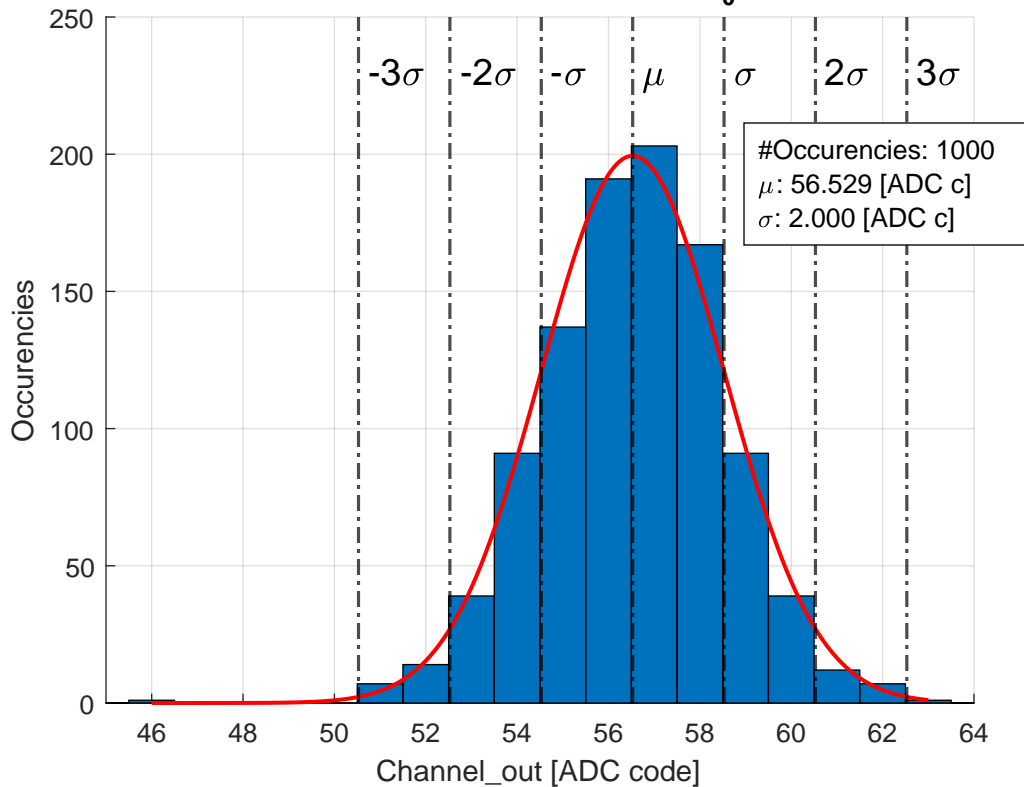 250
-3σ -2σ -σ μ σ 2σ 3σ
#Occurencies: 1000
μ: 56.529 [ADC c]
σ: 2.000 [ADC c]
200
150
100
50
0
Occurencies
46 48 50 52 54 56 58 60 62 64
Channel_out [ADC code]